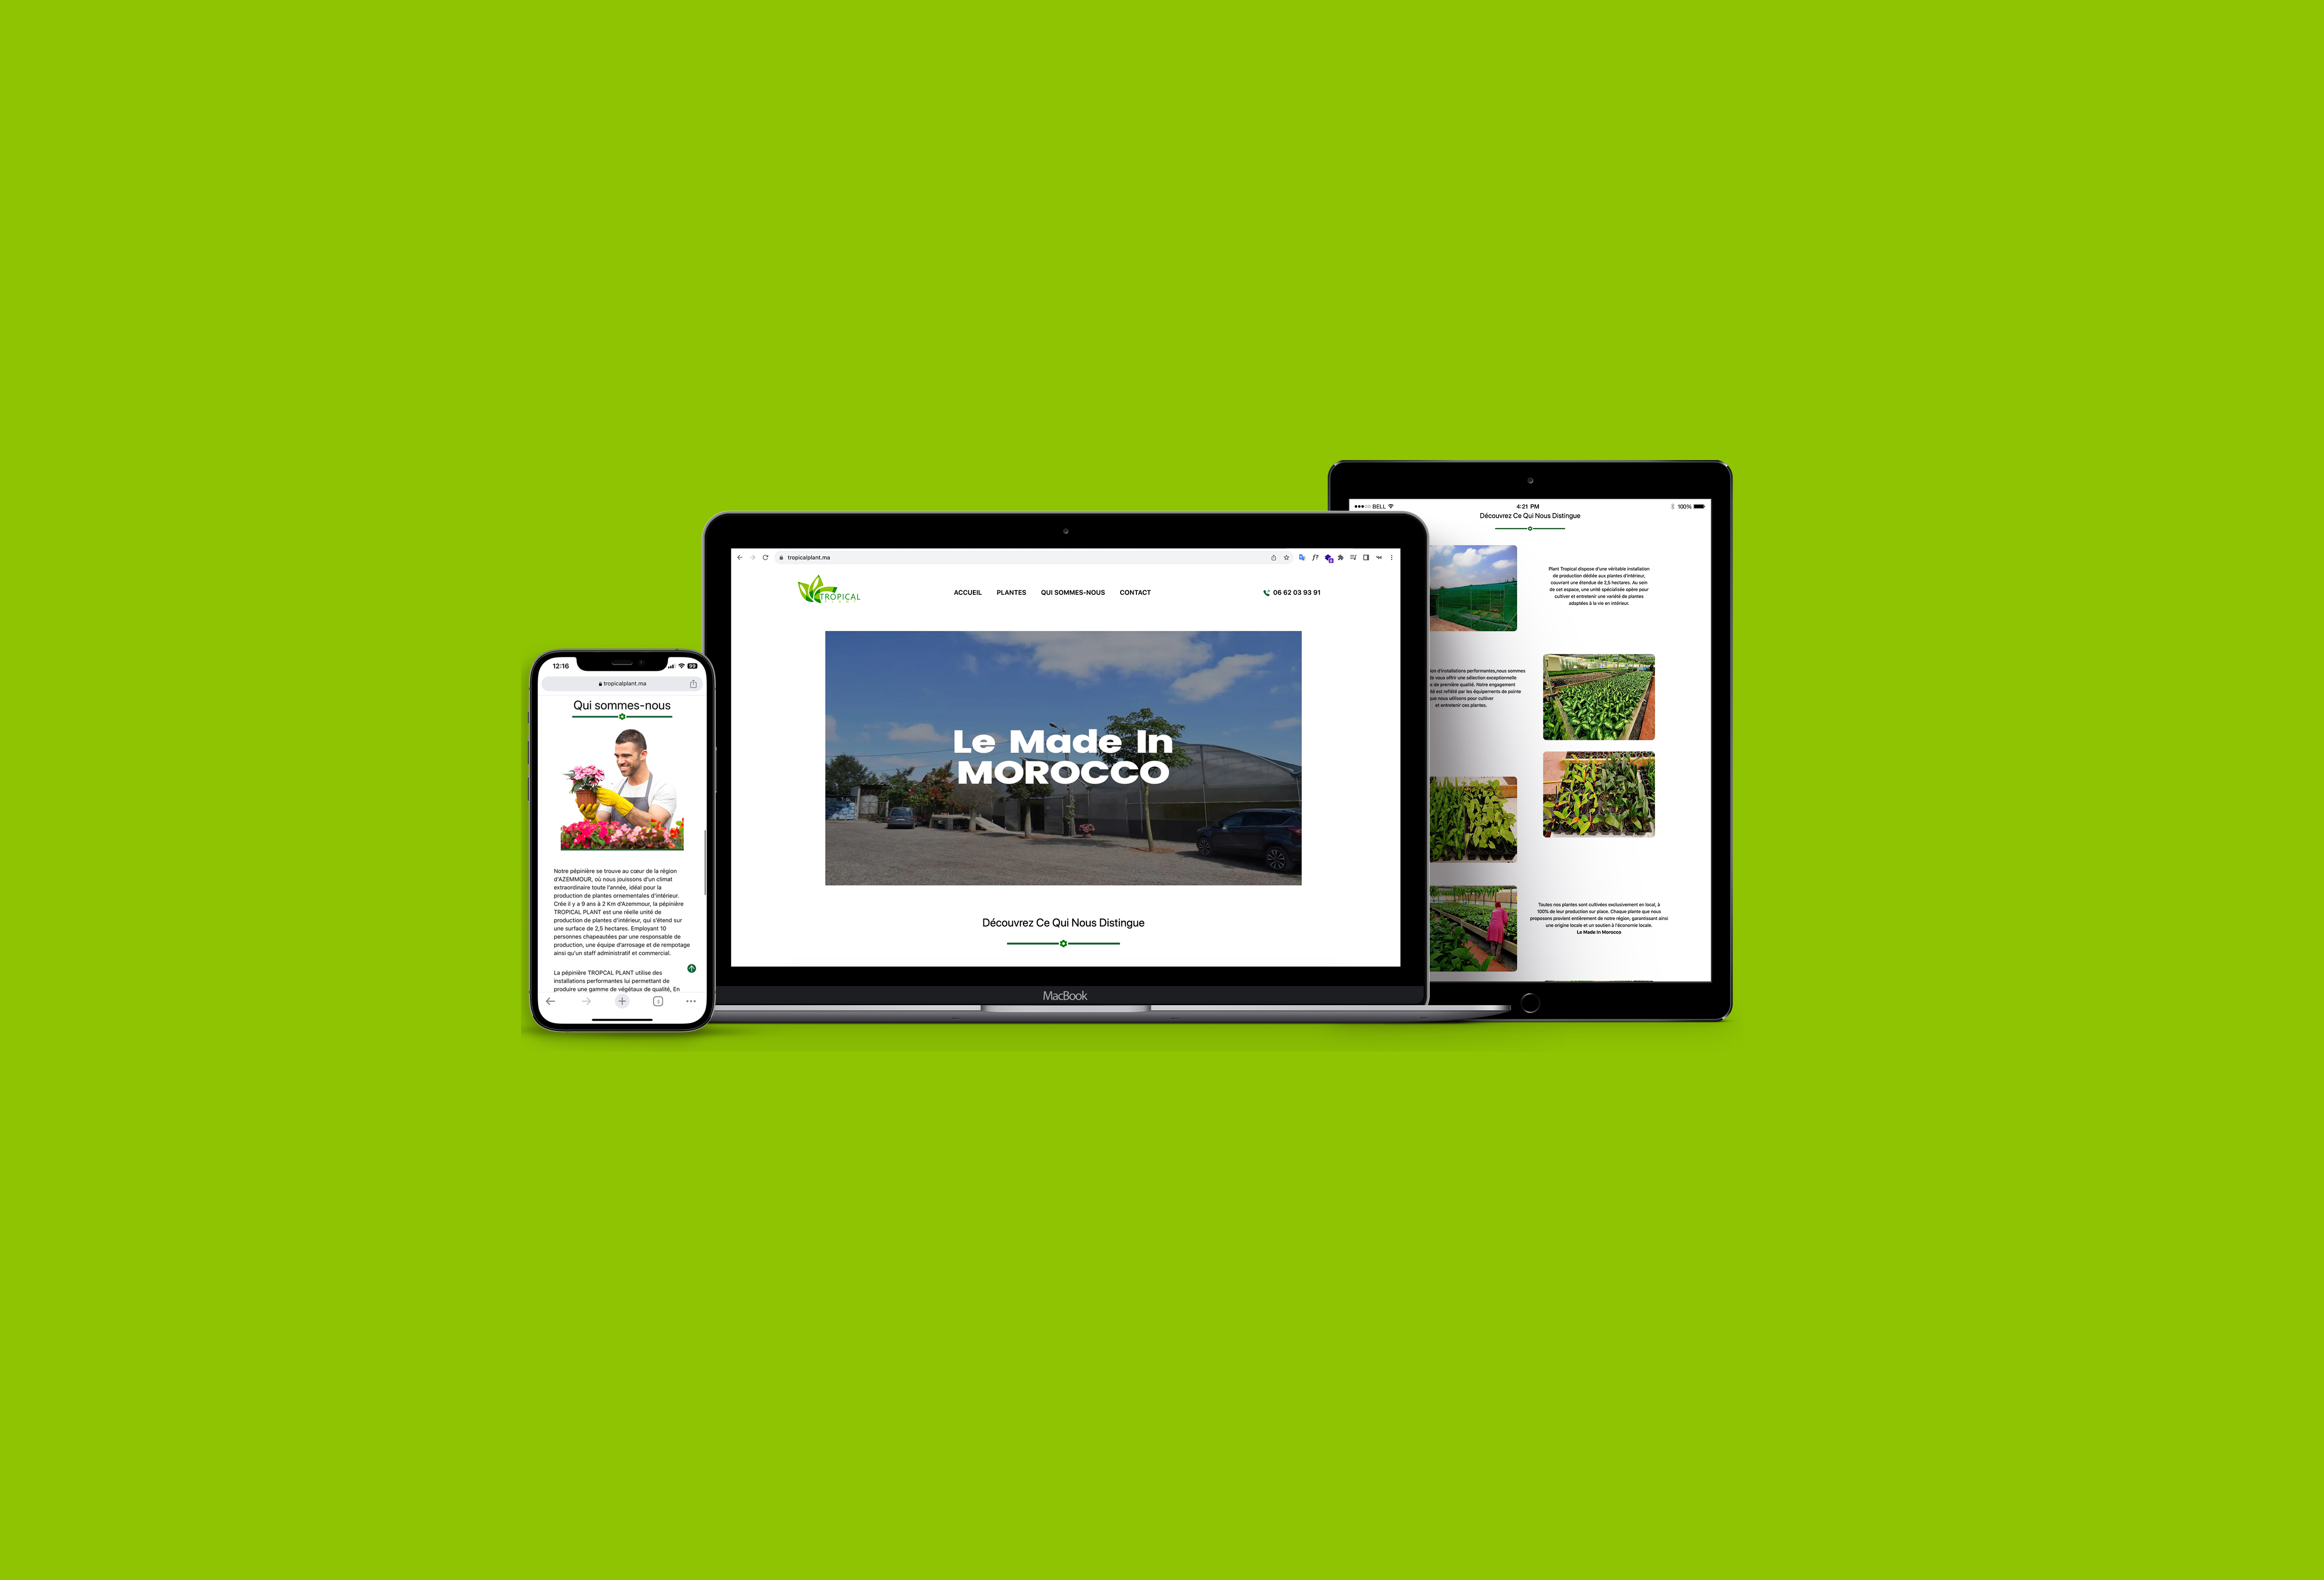 12:16
99
tropicalplant.ma
Qui sommes-nous
Notre pépinière se trouve au cœur de la région
d'AZEMMOUR, où nous jouissons d'un climat
extraordinaire toute l'année, idéal pour la
production de plantes ornementales d'intérieur.
Crée il y a 9 ans à 2 Km d'Azemmour, la pépinière
TROPICAL PLANT est une réelle unité de
production de plantes d'intérieur, qui s'étend sur
une surface de 2,5 hectares. Employant 10
personnes chapeautées par une responsable de
production, une équipe d'arrosage et de rempotage
ainsi qu'un staff administratif et commercial.
La pépinière TROPCAL PLANT utilise des
installations performantes lui permettant de
produire une gamme de végétaux de qualité, En
tropicalplant.ma
TROPICAL
ACCUEIL PLANTES QUI SOMMES-NOUS CONTACT
06 62 03 93 91
Le Made In
MOROCCO
Découvrez Ce Qui Nous Distingue
MacBook
BELL 4:21 PM 100%
Découvrez Ce Qui Nous Distingue
Plant Tropical dispose d'une véritable installation
de production dédiée aux plantes d'intérieur,
couvrant une étendue de 2,5 hectares. Au sein
de cet espace, une unité spécialisée opère pour
cultiver et entretenir une variété de plantes
adaptées à la vie en intérieur.
d'installations performantes,nous sommes
vous offrir une sélection exceptionnelle
de première qualité. Notre engagement
est reflété par les équipements de pointe
que nous utilisons pour cultiver
et entretenir ces plantes.
Toutes nos plantes sont cultivées exclusivement en local, à
100% de leur production sur place. Chaque plante que nous
proposons provient entièrement de notre région, garantissant ainsi
une origine locale et un soutien à l'économie locale.
Le Made In Morocco